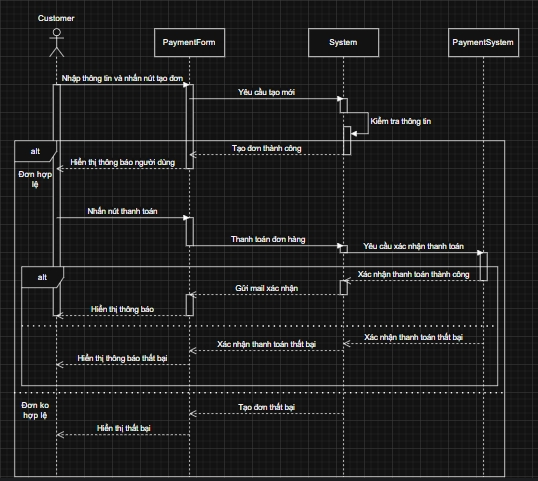 Customer
PaymentForm
System
PaymentSystem
Nhập thông tin và nhấn nút tạo đơn
Yêu cầu tạo mới
Kiểm tra thông tin
alt
Tạo đơn thành công
Hiển thị thông báo người dùng
Đơn hợp
lệ
Nhấn nút thanh toán
Thanh toán đơn hàng
Yêu cầu xác nhận thanh toán
alt
Xác nhận thanh toán thành công
Gửi mail xác nhận
Hiển thị thông báo
Xác nhận thanh toán thất bại
Xác nhận thanh toán thất bại
Hiển thị thông báo thất bại
Đơn ko
hợp lệ
Tạo đơn thất bại
Hiển thị thất bại